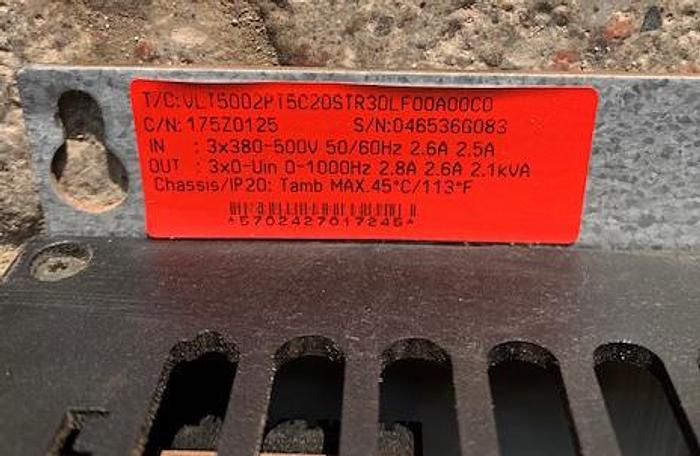 T/C:VLT5002PT5C20STR3DLF00A00C0
C/N:175Z0125 S/N:046536G083
IN : 3x380-500V 50/60Hz 2.6A 2.5A
OUT : 3x0-Uin 0-1000Hz 2.8A 2.6A 2.1kVA
Chassis/IP20: Tamb MAX.45°C/113°F
*5702427017245*